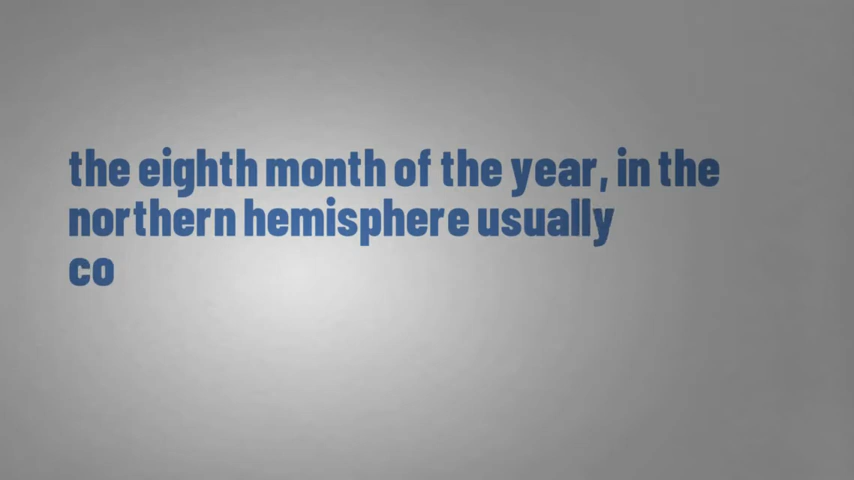 the eighth month of the year, in the
northern hemisphere usually
co